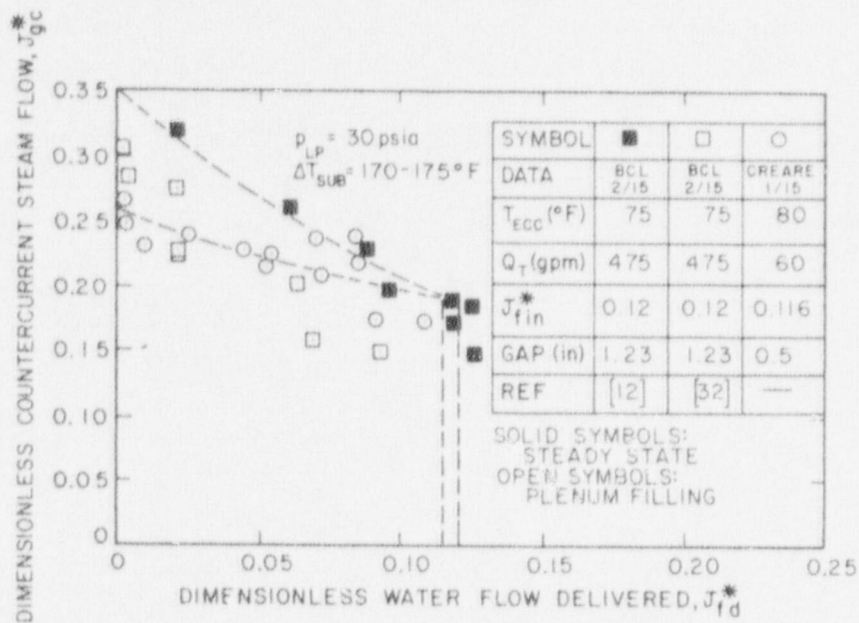 DIMENSIONLESS COUNTERCURRENT STEAM FLOW, J*gc
0.35
0.30
0.25
0.20
0.15
0.10
0.05
0
0
0.05
0.10
0.15
0.20
0.25
DIMENSIONLESS WATER FLOW DELIVERED, J*fd
pLP = 30 psia
ΔTSUB = 170-175°F
SYMBOL ■ □ ○
DATA BCL 2/15 BCL 2/15 CREARE 1/15
TECC (°F) 75 75 80
QT (gpm) 475 475 60
J*fin 0.12 0.12 0.116
GAP (in) 1.23 1.23 0.5
REF [12] [32] —
SOLID SYMBOLS:
STEADY STATE
OPEN SYMBOLS:
PLENUM FILLING